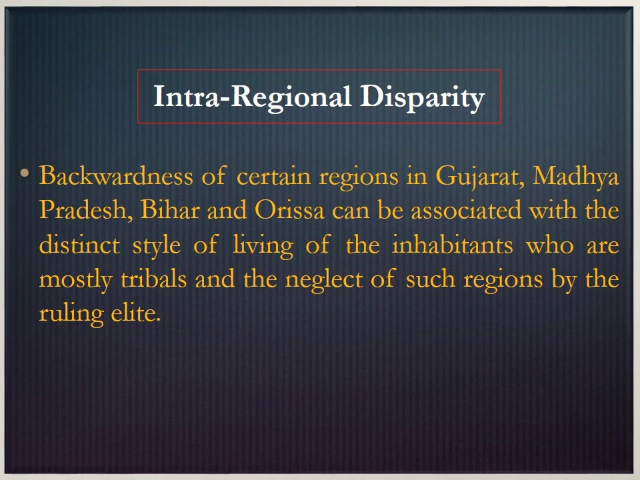 Intra-Regional Disparity
• Backwardness of certain regions in Gujarat, Madhya
Pradesh, Bihar and Orissa can be associated with the
distinct style of living of the inhabitants who are
mostly tribals and the neglect of such regions by the
ruling elite.